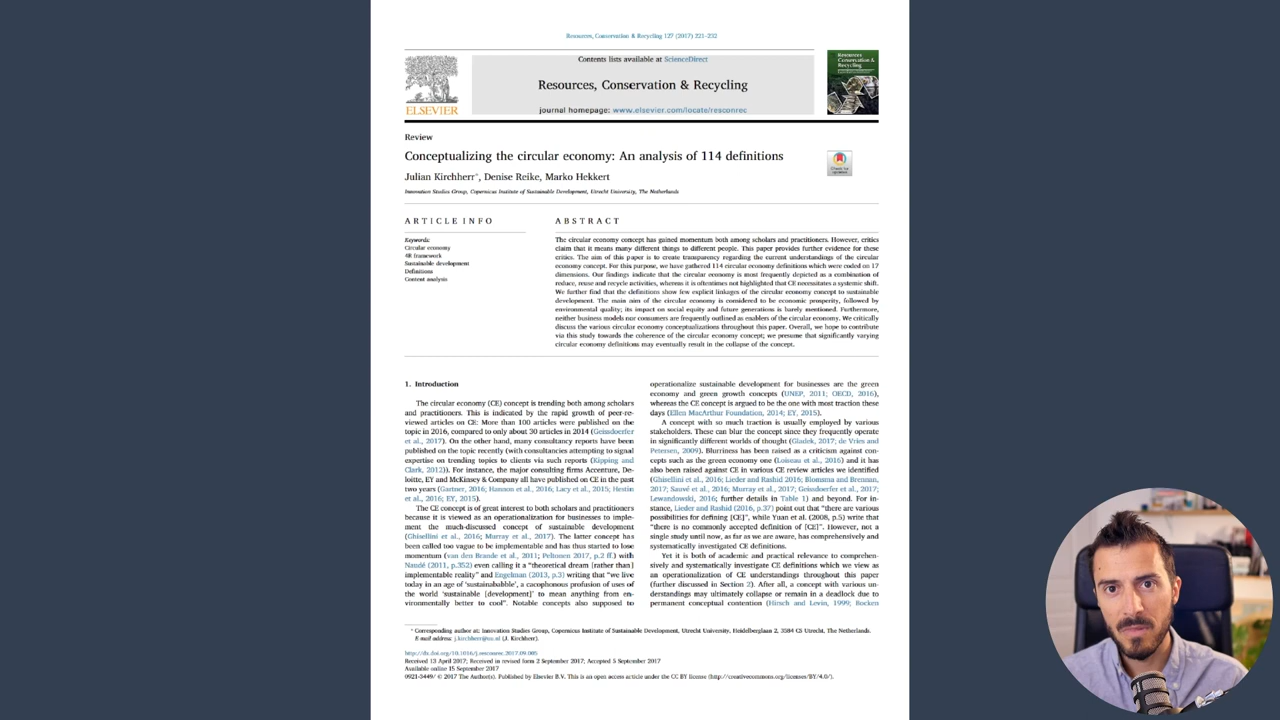 Resources, Conservation & Recycling 127 (2017) 221–232
Contents lists available at ScienceDirect
Resources, Conservation & Recycling
journal homepage: www.elsevier.com/locate/resconrec
ELSEVIER
Resources
Conservation &
Recycling
Review
Conceptualizing the circular economy: An analysis of 114 definitions
Check for
updates
Julian Kirchherr*, Denise Reike, Marko Hekkert
Innovation Studies Group, Copernicus Institute of Sustainable Development, Utrecht University, The Netherlands
ARTICLE INFO
Keywords:
Circular economy
4R framework
Sustainable development
Definitions
Content analysis
ABSTRACT
The circular economy concept has gained momentum both among scholars and practitioners. However, critics
claim that it means many different things to different people. This paper provides further evidence for these
critics. The aim of this paper is to create transparency regarding the current understandings of the circular
economy concept. For this purpose, we have gathered 114 circular economy definitions which were coded on 17
dimensions. Our findings indicate that the circular economy is most frequently depicted as a combination of
reduce, reuse and recycle activities, whereas it is oftentimes not highlighted that CE necessitates a systemic shift.
We further find that the definitions show few explicit linkages of the circular economy concept to sustainable
development. The main aim of the circular economy is considered to be economic prosperity, followed by
environmental quality; its impact on social equity and future generations is barely mentioned. Furthermore,
neither business models nor consumers are frequently outlined as enablers of the circular economy. We critically
discuss the various circular economy conceptualizations throughout this paper. Overall, we hope to contribute
via this study towards the coherence of the circular economy concept; we presume that significantly varying
circular economy definitions may eventually result in the collapse of the concept.
1. Introduction
The circular economy (CE) concept is trending both among scholars
and practitioners. This is indicated by the rapid growth of peer-re-
viewed articles on CE: More than 100 articles were published on the
topic in 2016, compared to only about 30 articles in 2014 (Geissdoerfer
et al., 2017). On the other hand, many consultancy reports have been
published on the topic recently (with consultancies attempting to signal
expertise on trending topics to clients via such reports (Kipping and
Clark, 2012)). For instance, the major consulting firms Accenture, De-
loitte, EY and McKinsey & Company all have published on CE in the past
two years (Gartner, 2016; Hannon et al., 2016; Lacy et al., 2015; Hestin
et al., 2016; EY, 2015).
The CE concept is of great interest to both scholars and practitioners
because it is viewed as an operationalization for businesses to imple-
ment the much-discussed concept of sustainable development
(Ghisellini et al., 2016; Murray et al., 2017). The latter concept has
been called too vague to be implementable and has thus started to lose
momentum (van den Brande et al., 2011; Peltonen 2017, p.2 ff.) with
Naudé (2011, p.352) even calling it a “theoretical dream [rather than]
implementable reality” and Engelman (2013, p.3) writing that “we live
today in an age of ‘sustainababble’, a cacophonous profusion of uses of
the world ‘sustainable [development]’ to mean anything from en-
vironmentally better to cool”. Notable concepts also supposed to
operationalize sustainable development for businesses are the green
economy and green growth concepts (UNEP, 2011; OECD, 2016),
whereas the CE concept is argued to be the one with most traction these
days (Ellen MacArthur Foundation, 2014; EY, 2015).
A concept with so much traction is usually employed by various
stakeholders. These can blur the concept since they frequently operate
in significantly different worlds of thought (Gladek, 2017; de Vries and
Petersen, 2009). Blurriness has been raised as a criticism against con-
cepts such as the green economy one (Loiseau et al., 2016) and it has
also been raised against CE in various CE review articles we identified
(Ghisellini et al., 2016; Lieder and Rashid 2016; Blomsma and Brennan,
2017; Sauvé et al., 2016; Murray et al., 2017; Geissdoerfer et al., 2017;
Lewandowski, 2016; further details in Table 1) and beyond. For in-
stance, Lieder and Rashid (2016, p.37) point out that “there are various
possibilities for defining [CE]”, while Yuan et al. (2008, p.5) write that
“there is no commonly accepted definition of [CE]”. However, not a
single study until now, as far as we are aware, has comprehensively and
systematically investigated CE definitions.
Yet it is both of academic and practical relevance to comprehen-
sively and systematically investigate CE definitions which we view as
an operationalization of CE understandings throughout this paper
(further discussed in Section 2). After all, a concept with various un-
derstandings may ultimately collapse or remain in a deadlock due to
permanent conceptual contention (Hirsch and Levin, 1999; Bocken
* Corresponding author at: Innovation Studies Group, Copernicus Institute of Sustainable Development, Utrecht University, Heidelberglaan 2, 3584 CS Utrecht, The Netherlands.
E-mail address: j.kirchherr@uu.nl (J. Kirchherr).
http://dx.doi.org/10.1016/j.resconrec.2017.09.005
Received 13 April 2017; Received in revised form 2 September 2017; Accepted 5 September 2017
Available online 15 September 2017
0921-3449/ © 2017 The Author(s). Published by Elsevier B.V. This is an open access article under the CC BY license (http://creativecommons.org/licenses/BY/4.0/).